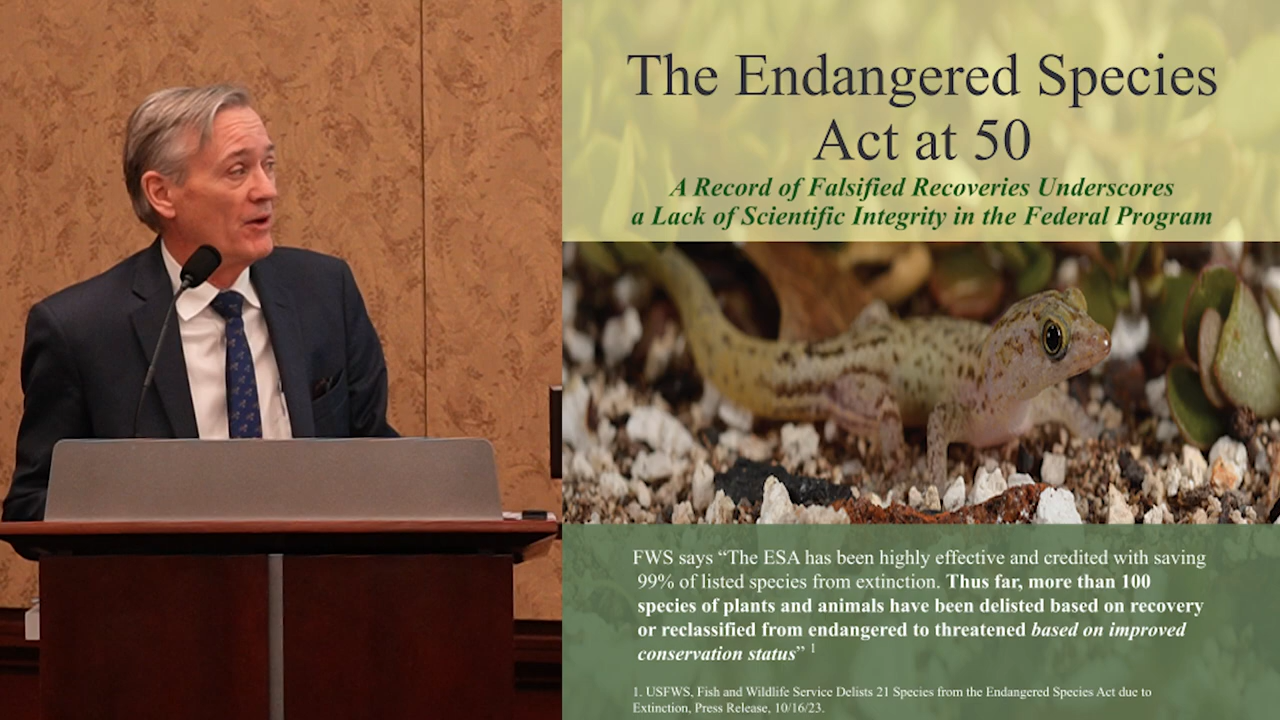 The Endangered Species
Act at 50
A Record of Falsified Recoveries Underscores
a Lack of Scientific Integrity in the Federal Program
FWS says “The ESA has been highly effective and credited with saving
99% of listed species from extinction. Thus far, more than 100
species of plants and animals have been delisted based on recovery
or reclassified from endangered to threatened based on improved
conservation status” 1
1. USFWS, Fish and Wildlife Service Delists 21 Species from the Endangered Species Act due to
Extinction, Press Release, 10/16/23.